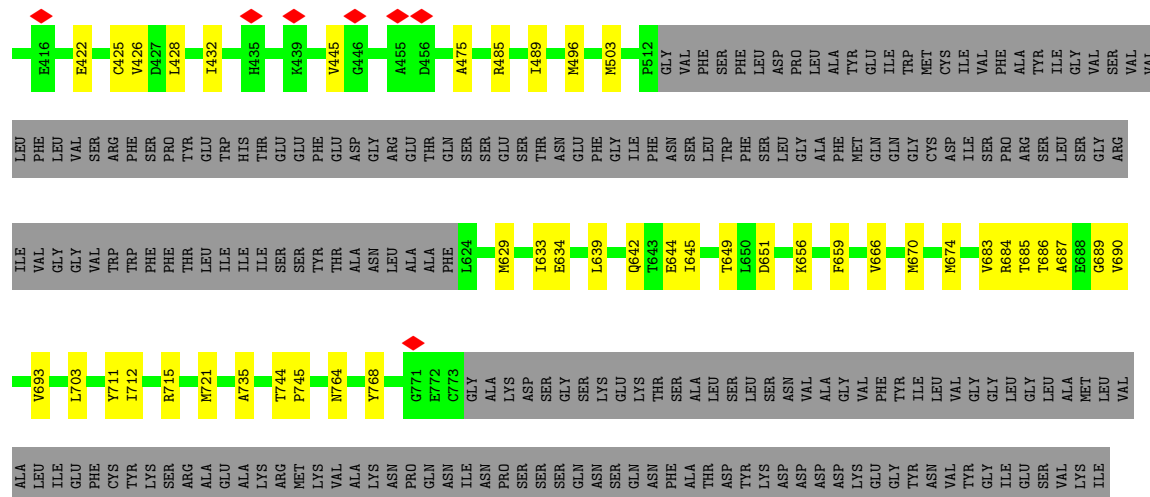 E416 E422 C425 V426 D427 L428 I432 H435 K439 V445 G446 A455 D456 A475 R485 I489 M496 M503 P512 GLY VAL PHE SER PHE LEU ASP PRO LEU ALA TYR GLU ILE TRP MET CYS ILE VAL PHE ALA TYR ILE GLY VAL SER VAL VAL
LEU PHE LEU VAL SER ARG PHE SER PRO TYR GLU TRP HIS THR GLU GLU PHE GLU ASP GLY ARG GLU THR GLN SER SER GLU SER THR ASN GLU PHE GLY ILE PHE ASN SER LEU TRP PHE SER LEU GLY ALA PHE MET GLN GLN GLY CYS ASP ILE SER PRO ARG SER LEU SER GLY ARG
ILE VAL GLY GLY VAL TRP TRP PHE PHE THR LEU ILE ILE ILE SER SER TYR THR ALA ASN LEU ALA ALA PHE L624 M629 I633 E634 L639 Q642 T643 E644 I645 T649 L650 D651 K656 F659 V666 M670 M674 V683 R684 T685 T686 A687 E688 G689 V690
V693 L703 Y711 I712 R715 M721 A735 T744 P745 N764 Y768 G771 E772 C773 GLY ALA LYS ASP SER GLY SER LYS GLU LYS THR SER ALA LEU SER LEU SER ASN VAL ALA GLY VAL PHE TYR ILE LEU VAL GLY GLY LEU GLY LEU ALA MET LEU VAL
ALA LEU ILE GLU PHE CYS TYR LYS SER ARG ALA GLU ALA LYS ARG MET LYS VAL ALA LYS ASN PRO GLN ASN ILE ASN PRO SER SER SER GLN ASN SER GLN ASN PHE ALA THR ASP TYR LYS ASP ASP ASP ASP LYS GLU GLY TYR ASN VAL TYR GLY ILE GLU SER VAL LYS ILE